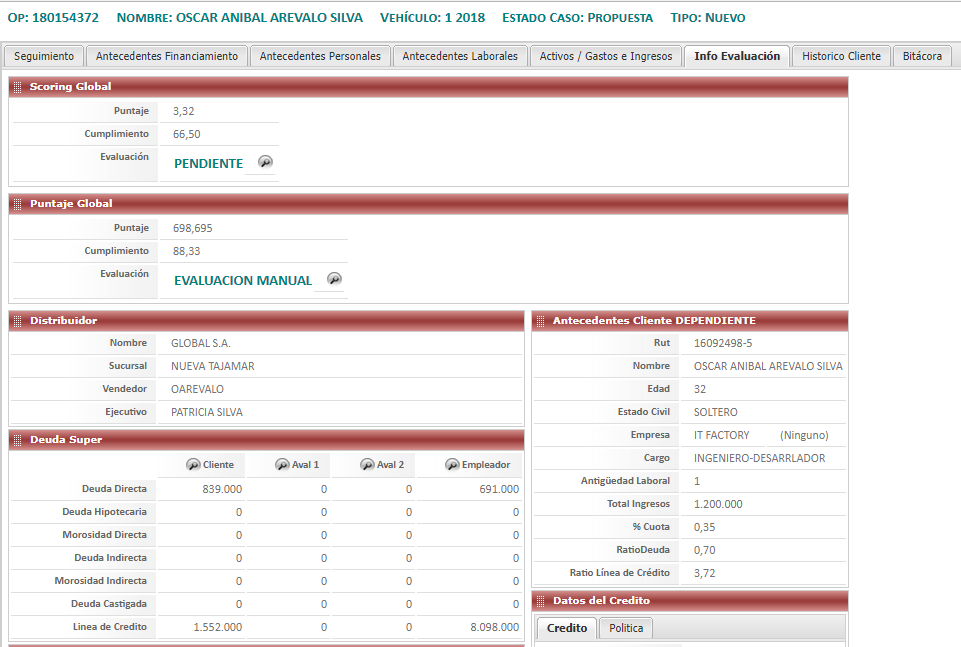 OP: 180154372 NOMBRE: OSCAR ANIBAL AREVALO SILVA VEHÍCULO: 1 2018 ESTADO CASO: PROPUESTA TIPO: NUEVO
Seguimiento Antecedentes Financiamiento Antecedentes Personales Antecedentes Laborales Activos / Gastos e Ingresos Info Evaluación Historico Cliente Bitácora
Scoring Global
Puntaje 3,32
Cumplimiento 66,50
Evaluación PENDIENTE
Puntaje Global
Puntaje 698,695
Cumplimiento 88,33
Evaluación EVALUACION MANUAL
Distribuidor
Nombre GLOBAL S.A.
Sucursal NUEVA TAJAMAR
Vendedor OAREVALO
Ejecutivo PATRICIA SILVA
Deuda Super
Cliente Aval 1 Aval 2 Empleador
Deuda Directa 839.000 0 0 691.000
Deuda Hipotecaria 0 0 0 0
Morosidad Directa 0 0 0 0
Deuda Indirecta 0 0 0 0
Morosidad Indirecta 0 0 0 0
Deuda Castigada 0 0 0 0
Linea de Credito 1.552.000 0 0 8.098.000
Antecedentes Cliente DEPENDIENTE
Rut 16092498-5
Nombre OSCAR ANIBAL AREVALO SILVA
Edad 32
Estado Civil SOLTERO
Empresa IT FACTORY (Ninguno)
Cargo INGENIERO-DESARRLADOR
Antigüedad Laboral 1
Total Ingresos 1.200.000
% Cuota 0,35
RatioDeuda 0,70
Ratio Línea de Crédito 3,72
Datos del Credito
Credito Politica